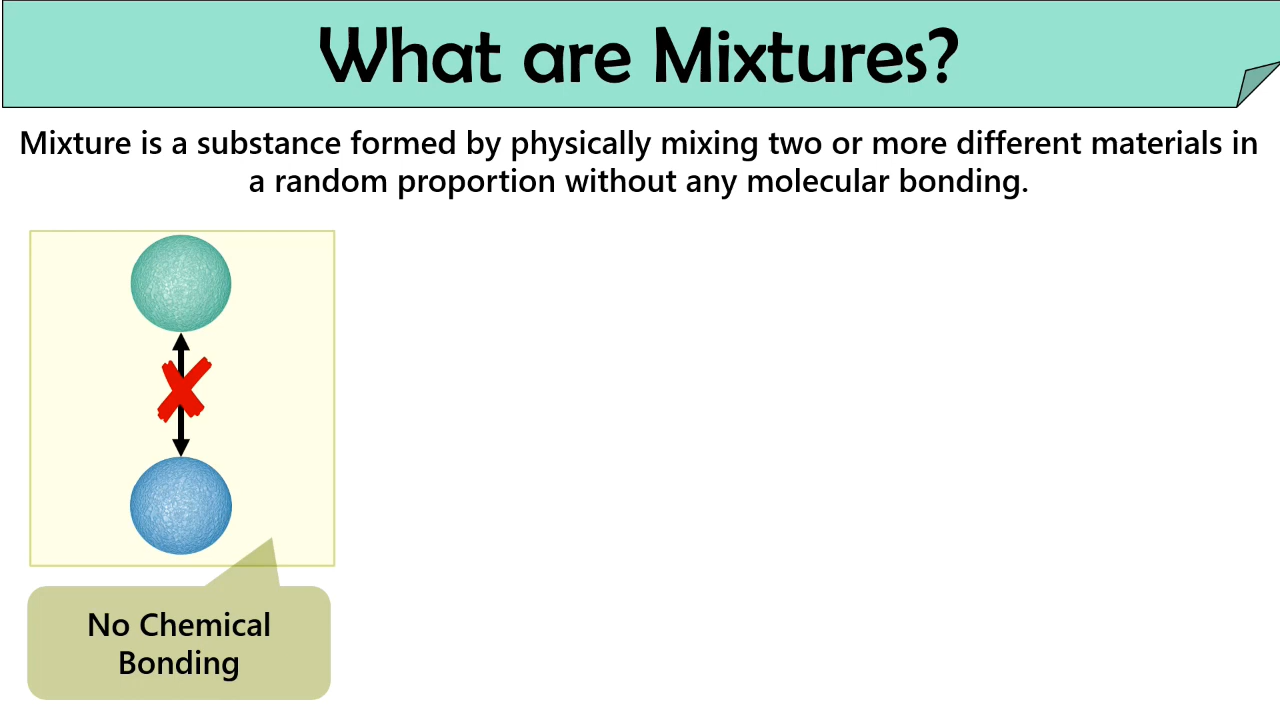 What are Mixtures?
Mixture is a substance formed by physically mixing two or more different materials in
a random proportion without any molecular bonding.
No Chemical
Bonding